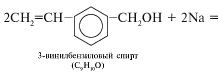 2CH₂=CH CH₂OH + 2Na =
3-винилбензиловый спирт
(C₉H₁₀O)